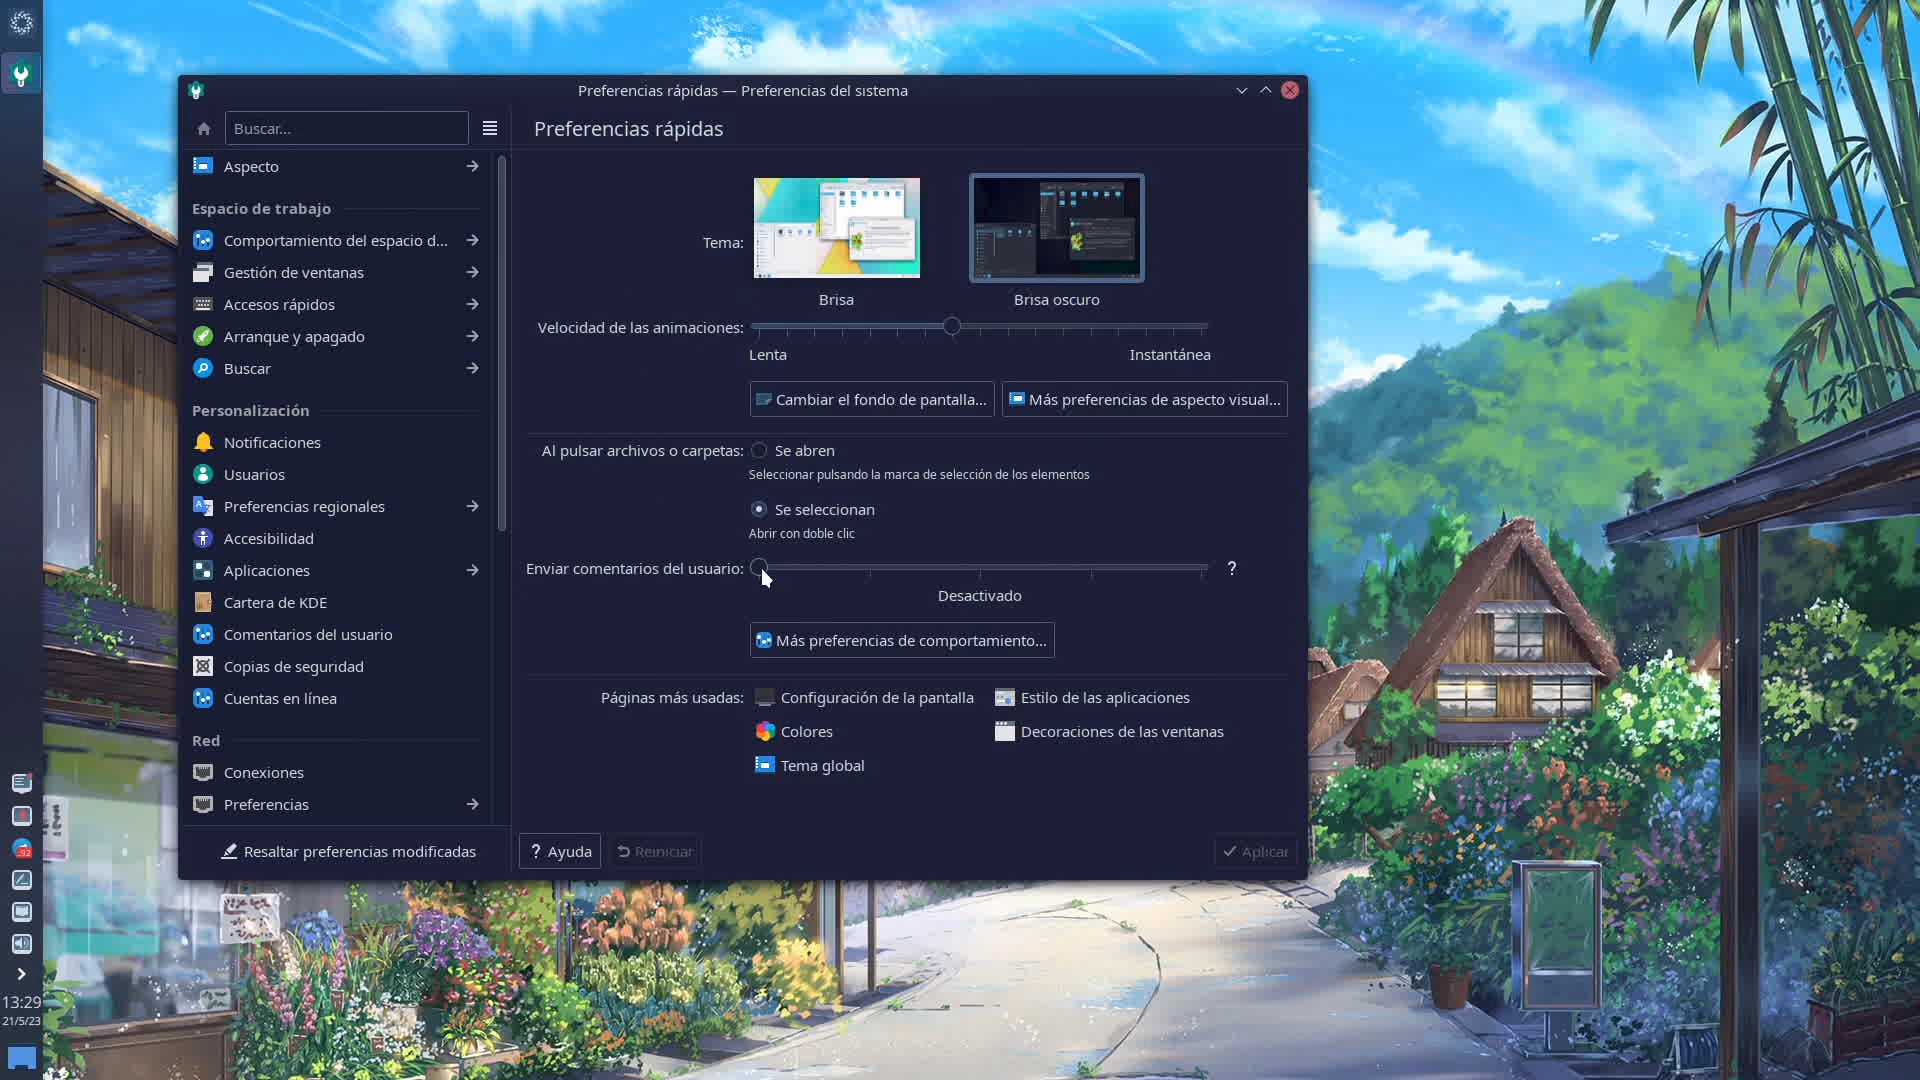 Preferencias rápidas — Preferencias del sistema
Buscar...
Preferencias rápidas
Aspecto
Espacio de trabajo
Comportamiento del espacio d...
Gestión de ventanas
Accesos rápidos
Arranque y apagado
Buscar
Personalización
Notificaciones
Usuarios
Preferencias regionales
Accesibilidad
Aplicaciones
Cartera de KDE
Comentarios del usuario
Copias de seguridad
Cuentas en línea
Red
Conexiones
Preferencias
Resaltar preferencias modificadas
Tema:
Brisa
Brisa oscuro
Velocidad de las animaciones:
Lenta
Instantánea
Cambiar el fondo de pantalla...
Más preferencias de aspecto visual...
Al pulsar archivos o carpetas:
Se abren
Seleccionar pulsando la marca de selección de los elementos
Se seleccionan
Abrir con doble clic
Enviar comentarios del usuario:
?
Desactivado
Más preferencias de comportamiento...
Páginas más usadas:
Configuración de la pantalla
Estilo de las aplicaciones
Colores
Decoraciones de las ventanas
Tema global
? Ayuda
Reiniciar
Aplicar
92
13:29
21/5/23